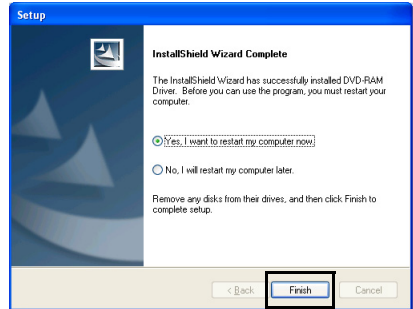 Setup
InstallShield Wizard Complete
The InstallShield Wizard has successfully installed DVD-RAM
Driver. Before you can use the program, you must restart your
computer.
Yes, I want to restart my computer now.
No, I will restart my computer later.
Remove any disks from their drives, and then click Finish to
complete setup.
< Back Finish Cancel